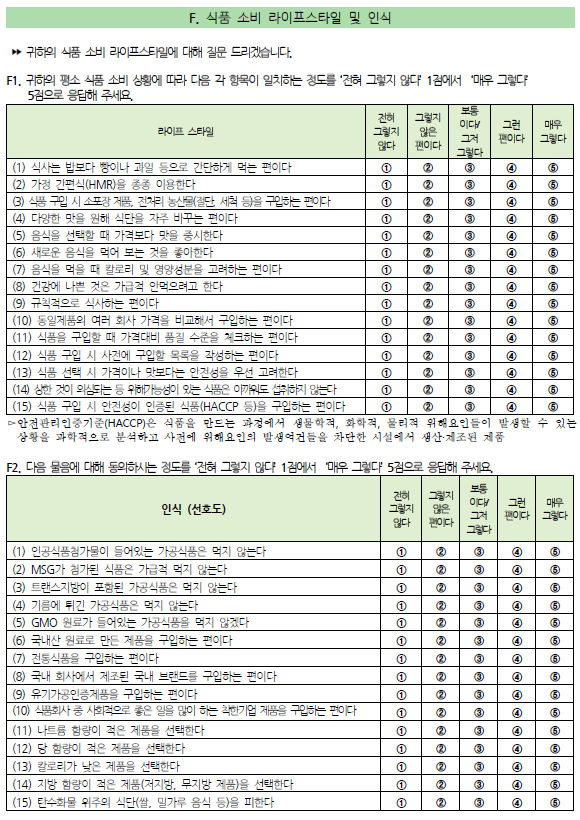 F. 식품 소비 라이프스타일 및 인식
▸▸ 귀하의 식품 소비 라이프스타일에 대해 질문 드리겠습니다.
F1. 귀하의 평소 식품 소비 상황에 따라 다음 각 항목이 일치하는 정도를 '전혀 그렇지 않다' 1점에서 '매우 그렇다'
5점으로 응답해 주세요.
라이프 스타일 전혀 그렇지 않다 그렇지 않은 편이다 보통이다/그저 그렇다 그런 편이다 매우 그렇다
(1) 식사는 밥보다 빵이나 과일 등으로 간단하게 먹는 편이다 ① ② ③ ④ ⑤
(2) 가정 간편식(HMR)을 종종 이용한다 ① ② ③ ④ ⑤
(3) 식품 구입 시 소포장 제품, 전처리 농산물(절단, 세척 등)을 구입하는 편이다 ① ② ③ ④ ⑤
(4) 다양한 맛을 원해 식단을 자주 바꾸는 편이다 ① ② ③ ④ ⑤
(5) 음식을 선택할 때 가격보다 맛을 중시한다 ① ② ③ ④ ⑤
(6) 새로운 음식을 먹어 보는 것을 좋아한다 ① ② ③ ④ ⑤
(7) 음식을 먹을 때 칼로리 및 영양성분을 고려하는 편이다 ① ② ③ ④ ⑤
(8) 건강에 나쁜 것은 가급적 안먹으려고 한다 ① ② ③ ④ ⑤
(9) 규칙적으로 식사하는 편이다 ① ② ③ ④ ⑤
(10) 동일제품의 여러 회사 가격을 비교해서 구입하는 편이다 ① ② ③ ④ ⑤
(11) 식품을 구입할 때 가격대비 품질 수준을 체크하는 편이다 ① ② ③ ④ ⑤
(12) 식품 구입 시 사전에 구입할 목록을 작성하는 편이다 ① ② ③ ④ ⑤
(13) 식품 선택 시 가격이나 맛보다는 안전성을 우선 고려한다 ① ② ③ ④ ⑤
(14) 상한 것이 의심되는 등 위해가능성이 있는 식품은 아까워도 섭취하지 않는다 ① ② ③ ④ ⑤
(15) 식품 구입 시 안전성이 인증된 식품(HACCP 등)을 구입하는 편이다 ① ② ③ ④ ⑤
▻안전관리인증기준(HACCP)은 식품을 만드는 과정에서 생물학적, 화학적, 물리적 위해요인들이 발생할 수 있는
상황을 과학적으로 분석하고 사전에 위해요인의 발생여건들을 차단한 시설에서 생산·제조된 제품
F2. 다음 물음에 대해 동의하시는 정도를 '전혀 그렇지 않다' 1점에서 '매우 그렇다' 5점으로 응답해 주세요.
인식 (선호도) 전혀 그렇지 않다 그렇지 않은 편이다 보통이다/그저 그렇다 그런 편이다 매우 그렇다
(1) 인공식품첨가물이 들어있는 가공식품은 먹지 않는다 ① ② ③ ④ ⑤
(2) MSG가 첨가된 식품은 가급적 먹지 않는다 ① ② ③ ④ ⑤
(3) 트랜스지방이 포함된 가공식품은 먹지 않는다 ① ② ③ ④ ⑤
(4) 기름에 튀긴 가공식품은 먹지 않는다 ① ② ③ ④ ⑤
(5) GMO 원료가 들어있는 가공식품을 먹지 않겠다 ① ② ③ ④ ⑤
(6) 국내산 원료로 만든 제품을 구입하는 편이다 ① ② ③ ④ ⑤
(7) 전통식품을 구입하는 편이다 ① ② ③ ④ ⑤
(8) 국내 회사에서 제조된 국내 브랜드를 구입하는 편이다 ① ② ③ ④ ⑤
(9) 유기가공인증제품을 구입하는 편이다 ① ② ③ ④ ⑤
(10) 식품회사 중 사회적으로 좋은 일을 많이 하는 착한기업 제품을 구입하는 편이다 ① ② ③ ④ ⑤
(11) 나트륨 함량이 적은 제품을 선택한다 ① ② ③ ④ ⑤
(12) 당 함량이 적은 제품을 선택한다 ① ② ③ ④ ⑤
(13) 칼로리가 낮은 제품을 선택한다 ① ② ③ ④ ⑤
(14) 지방 함량이 적은 제품(저지방, 무지방 제품)을 선택한다 ① ② ③ ④ ⑤
(15) 탄수화물 위주의 식단(쌀, 밀가루 음식 등)을 피한다 ① ② ③ ④ ⑤